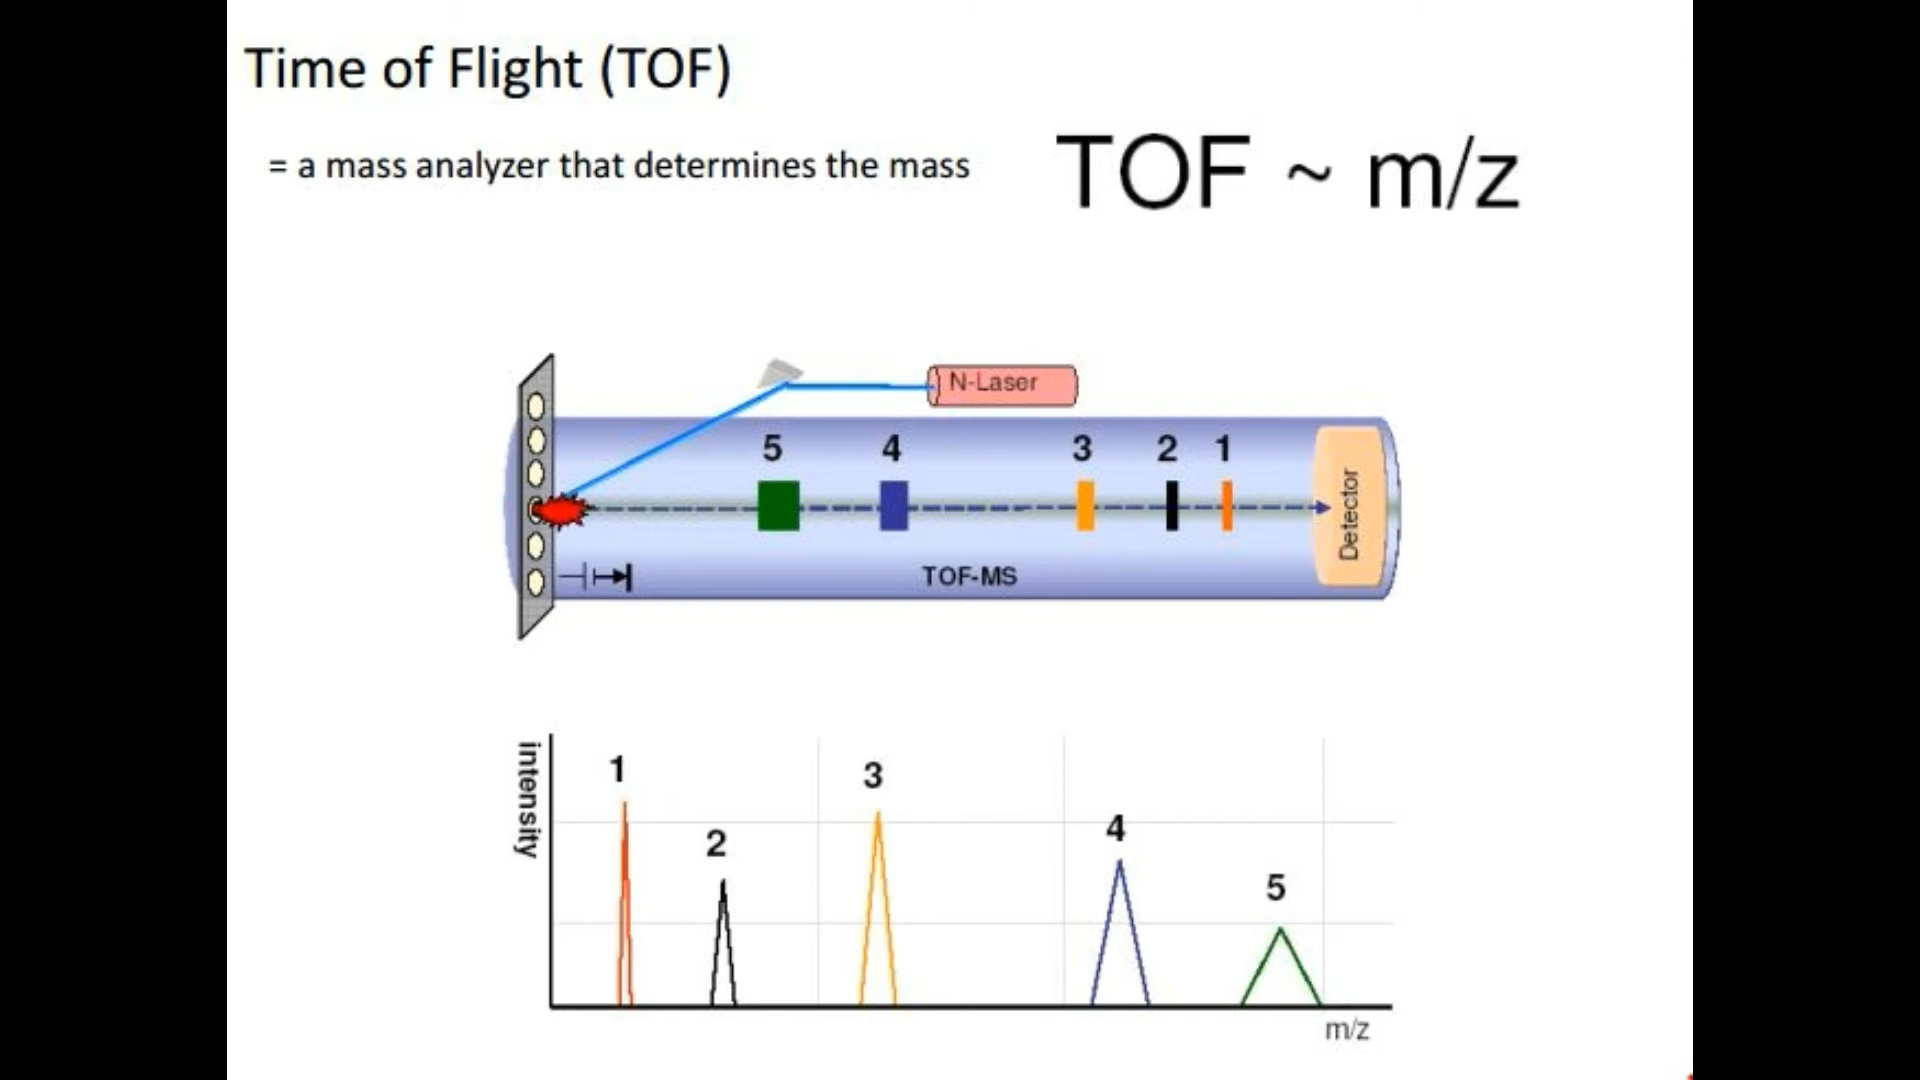 Time of Flight (TOF)
= a mass analyzer that determines the mass
TOF ~ m/z
N-Laser
5 4 3 2 1
Detector
TOF-MS
intensity
1
2
3
4
5
m/z